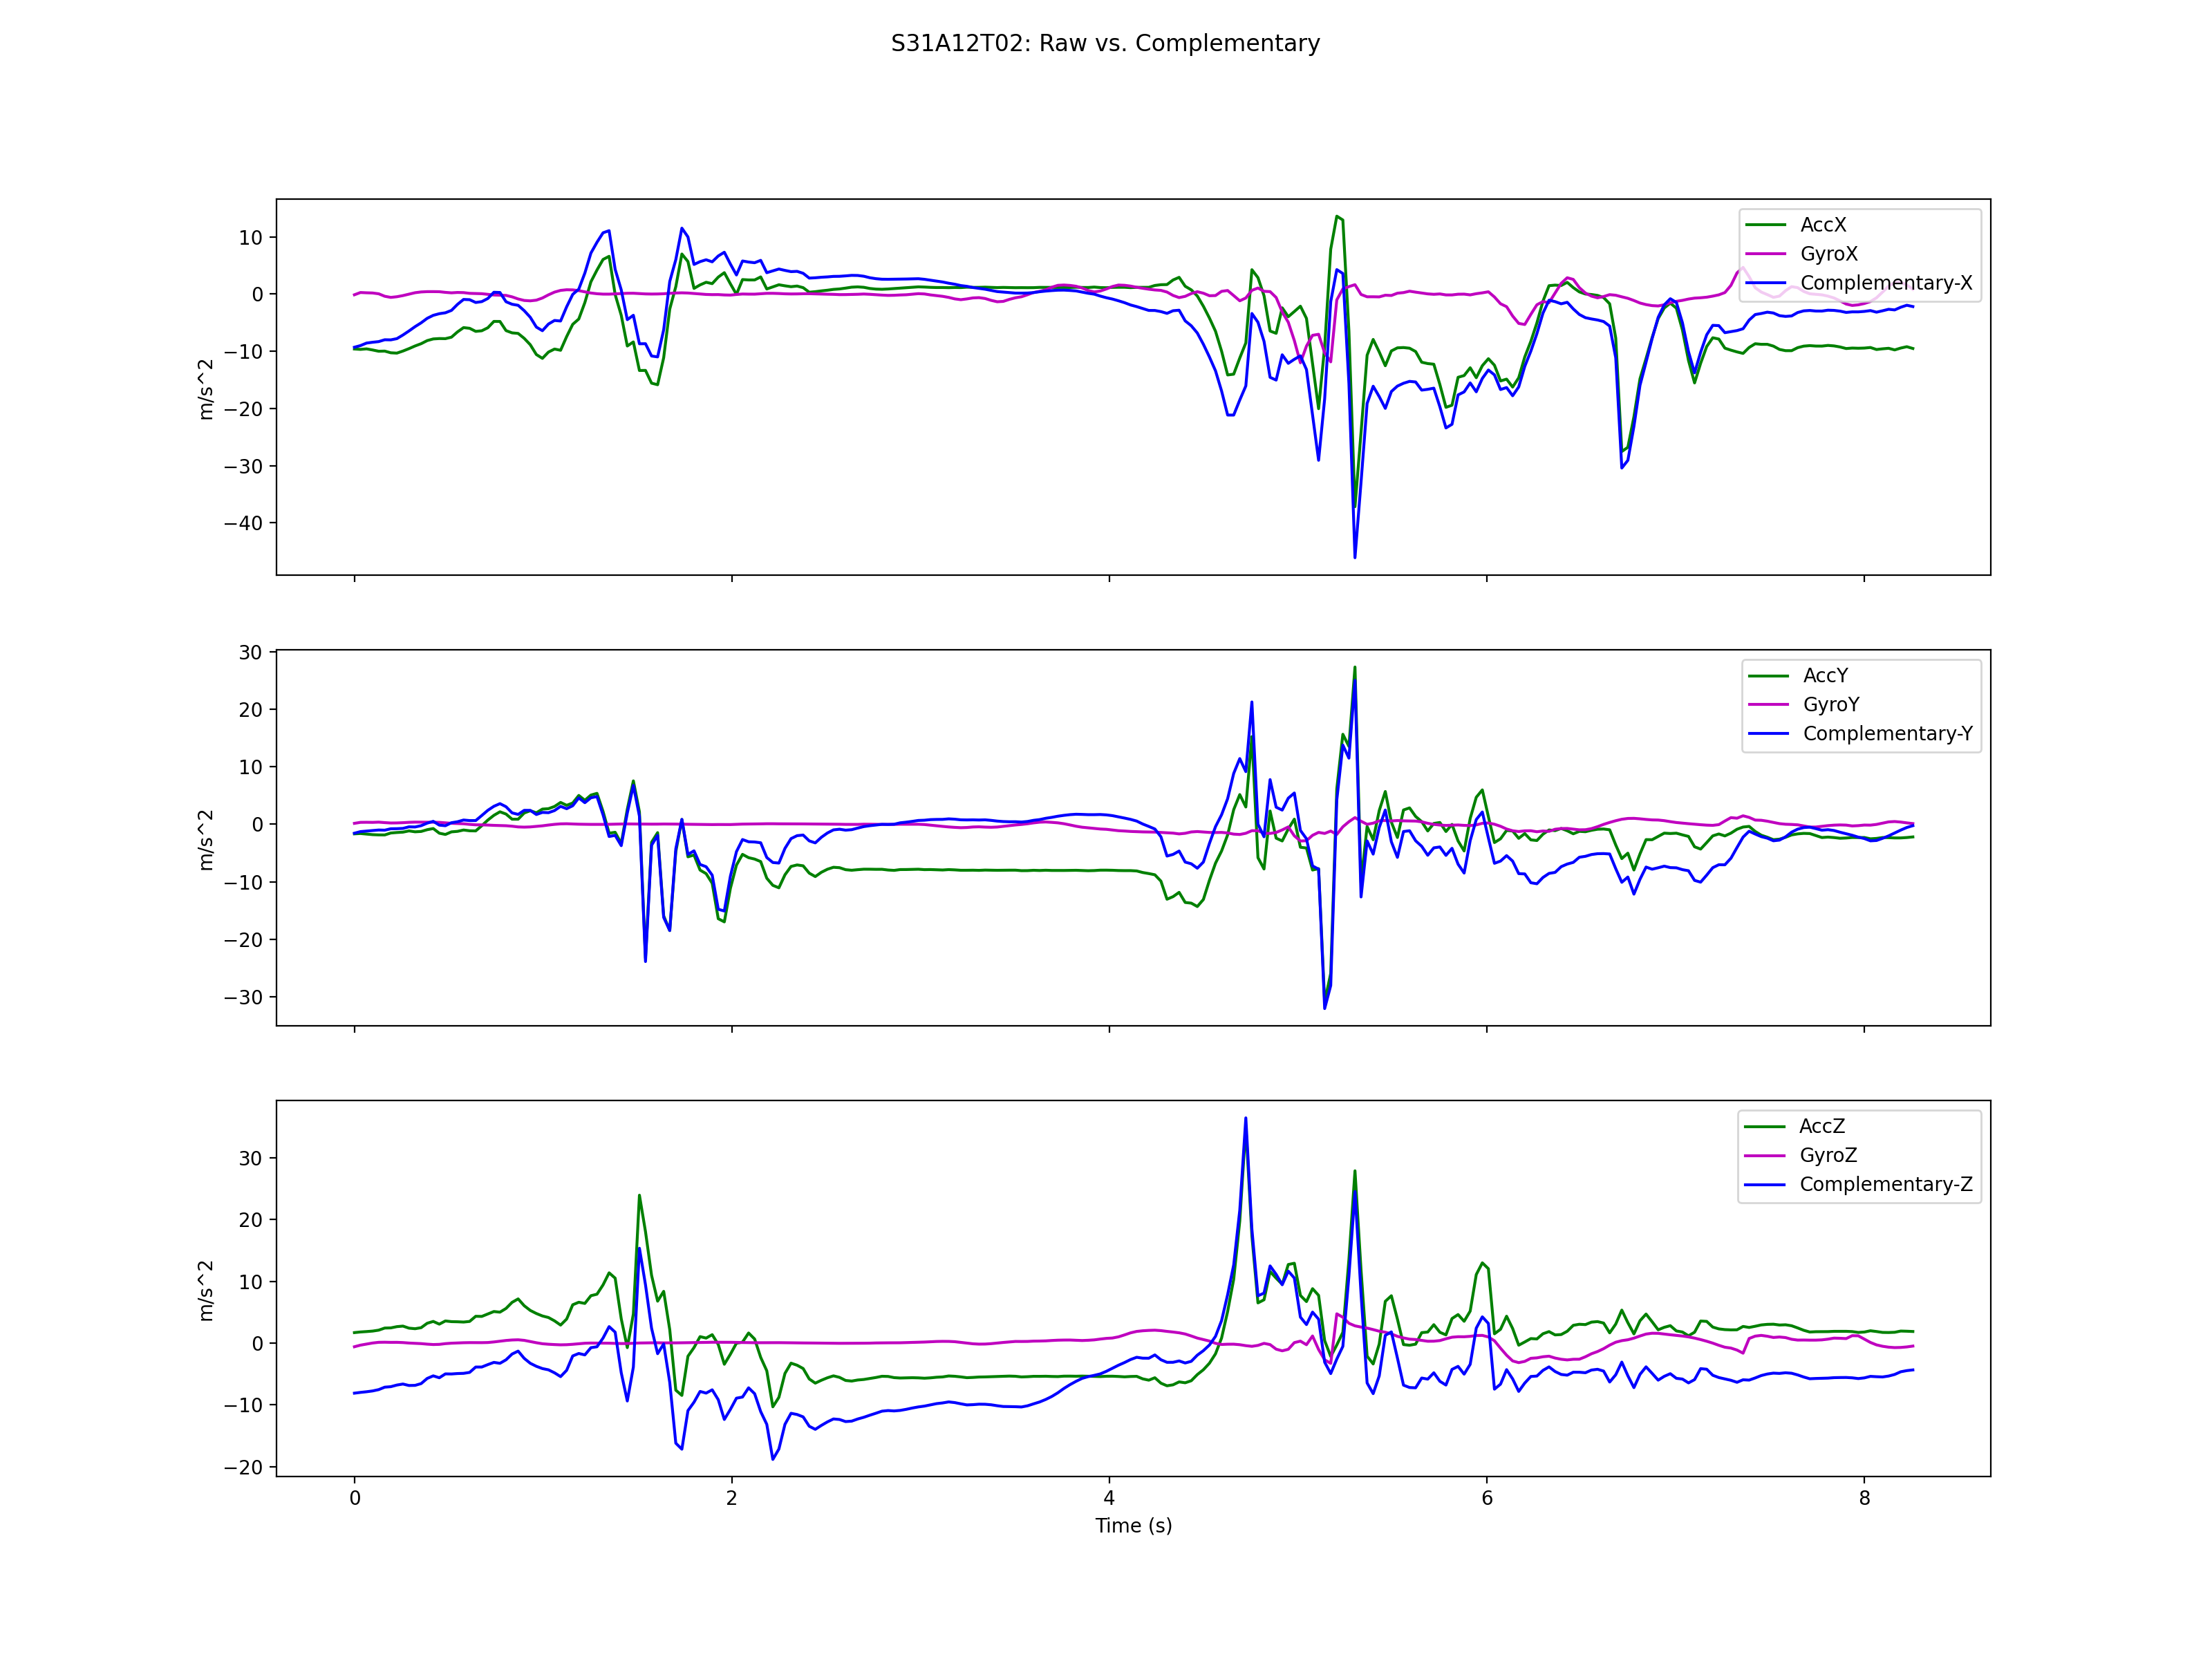 S31A12T02: Raw vs. Complementary
10
0
−10
−20
−30
−40
m/s^2
AccX
GyroX
Complementary-X
30
20
10
0
−10
−20
−30
m/s^2
AccY
GyroY
Complementary-Y
30
20
10
0
−10
−20
m/s^2
AccZ
GyroZ
Complementary-Z
0 2 4 6 8
Time (s)